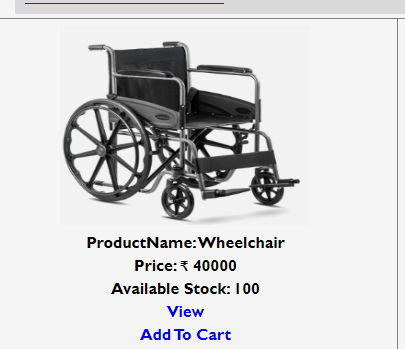 ProductName: Wheelchair
Price: ₹ 40000
Available Stock: 100
View
Add To Cart